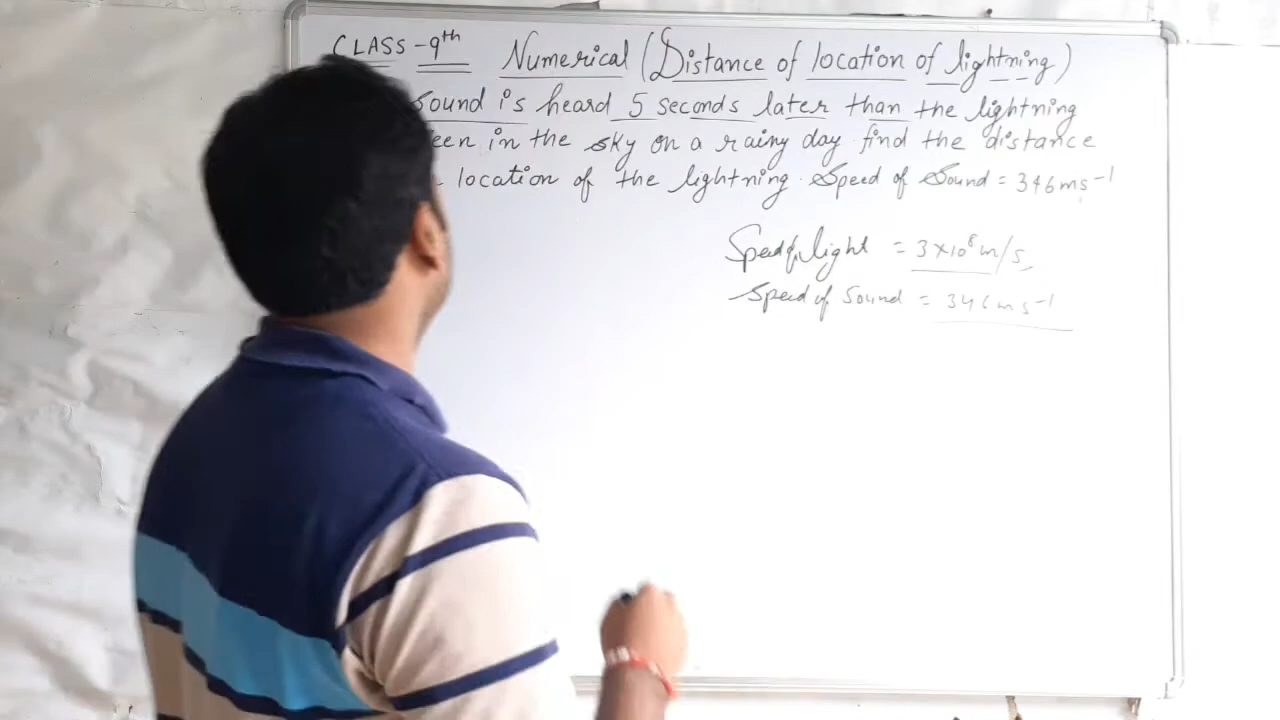 CLASS - 9th Numerical (Distance of location of lightning)
Sound is heard 5 seconds later than the lightning
een in the sky on a rainy day. find the distance
location of the lightning. Speed of Sound = 346 ms⁻¹
Speed of light = 3×10⁸ m/s
Speed of Sound = 346 ms⁻¹